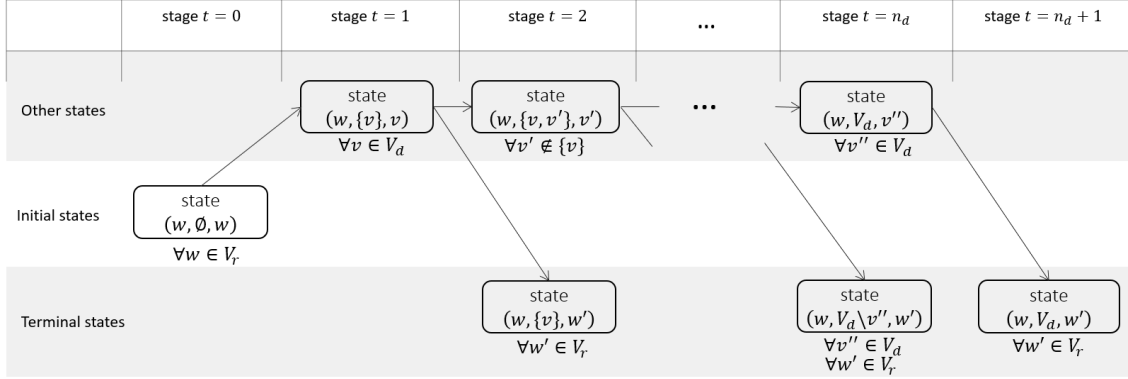 stage t = 0 stage t = 1 stage t = 2 ... stage t = n_d stage t = n_d + 1
Other states
state
(w, {v}, v)
∀v ∈ V_d
state
(w, {v, v′}, v′)
∀v′ ∉ {v}
...
state
(w, V_d, v′′)
∀v′′ ∈ V_d
Initial states
state
(w, ∅, w)
∀w ∈ V_r
Terminal states
state
(w, {v}, w′)
∀w′ ∈ V_r
state
(w, V_d\v′′, w′)
∀v′′ ∈ V_d
∀w′ ∈ V_r
state
(w, V_d, w′)
∀w′ ∈ V_r